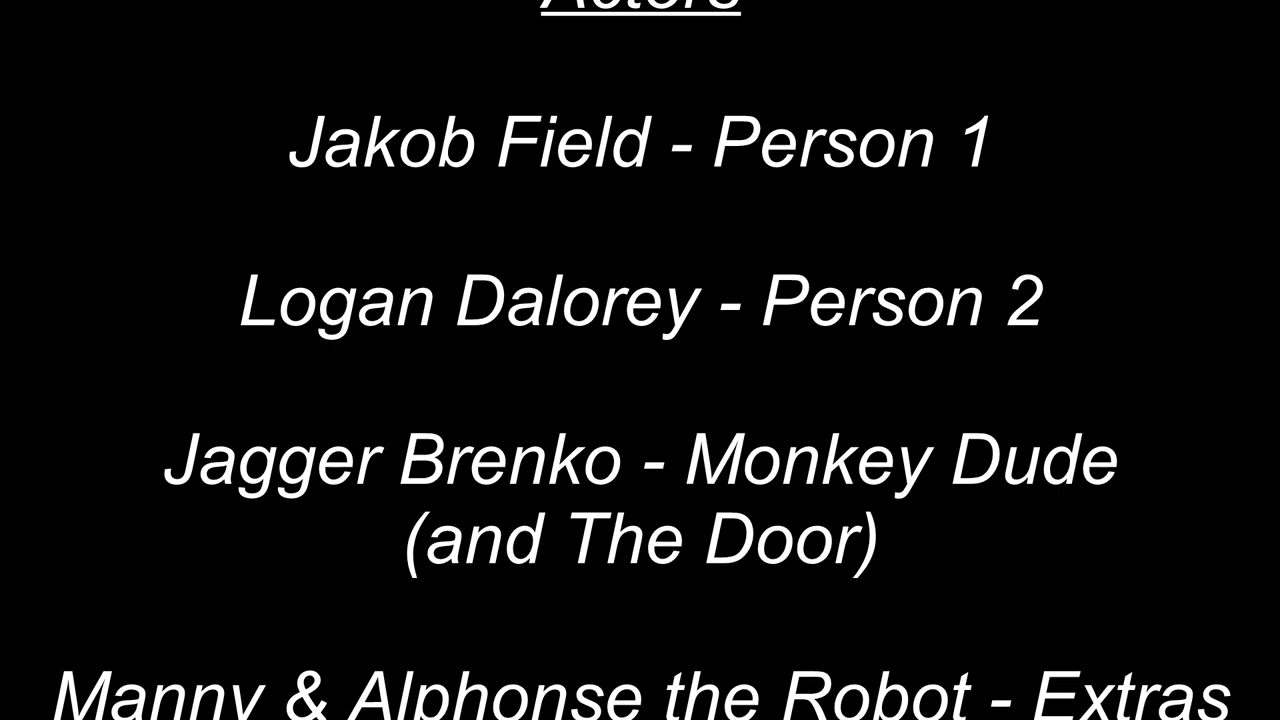 Actors
Jakob Field - Person 1
Logan Dalorey - Person 2
Jagger Brenko - Monkey Dude
(and The Door)
Manny & Alphonse the Robot - Extras